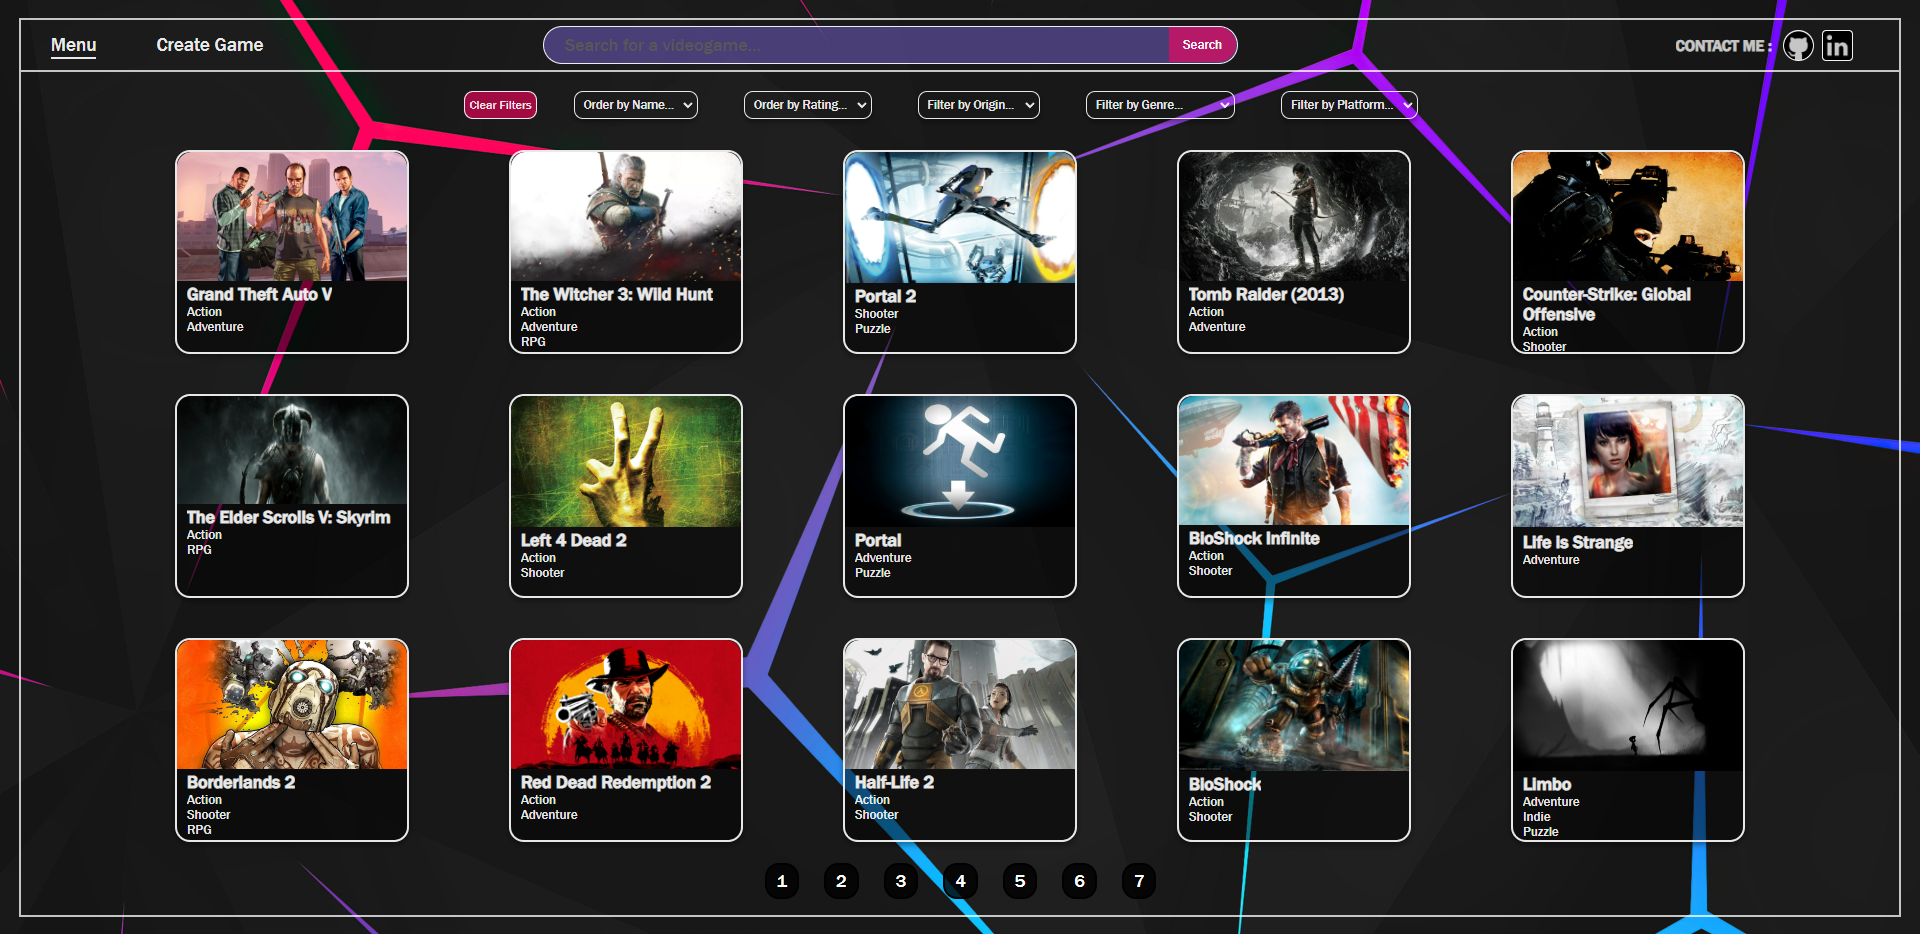 Menu
Create Game
Search for a videogame...
Search
CONTACT ME :
in
Clear Filters
Order by Name...
Order by Rating...
Filter by Origin...
Filter by Genre...
Filter by Platform...
Grand Theft Auto V
Action
Adventure
The Witcher 3: Wild Hunt
Action
Adventure
RPG
Portal 2
Shooter
Puzzle
Tomb Raider (2013)
Action
Adventure
Counter-Strike: Global
Offensive
Action
Shooter
The Elder Scrolls V: Skyrim
Action
RPG
Left 4 Dead 2
Action
Shooter
Portal
Adventure
Puzzle
BioShock Infinite
Action
Shooter
Life is Strange
Adventure
Borderlands 2
Action
Shooter
RPG
Red Dead Redemption 2
Action
Adventure
Half-Life 2
Action
Shooter
BioShock
Action
Shooter
Limbo
Adventure
Indie
Puzzle
1 2 3 4 5 6 7